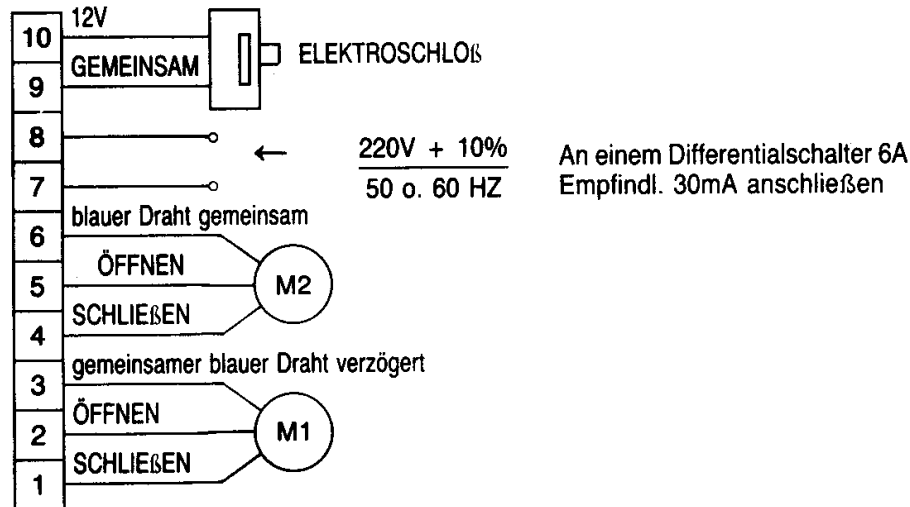 12V
10
ELEKTROSCHLOß
GEMEINSAM
9
8
220V + 10%
An einem Differentialschalter 6A
7
50 o. 60 HZ
Empfindl. 30mA anschließen
blauer Draht gemeinsam
6
ÖFFNEN
M2
5
SCHLIEßEN
4
gemeinsamer blauer Draht verzögert
3
ÖFFNEN
M1
2
SCHLIEßEN
1